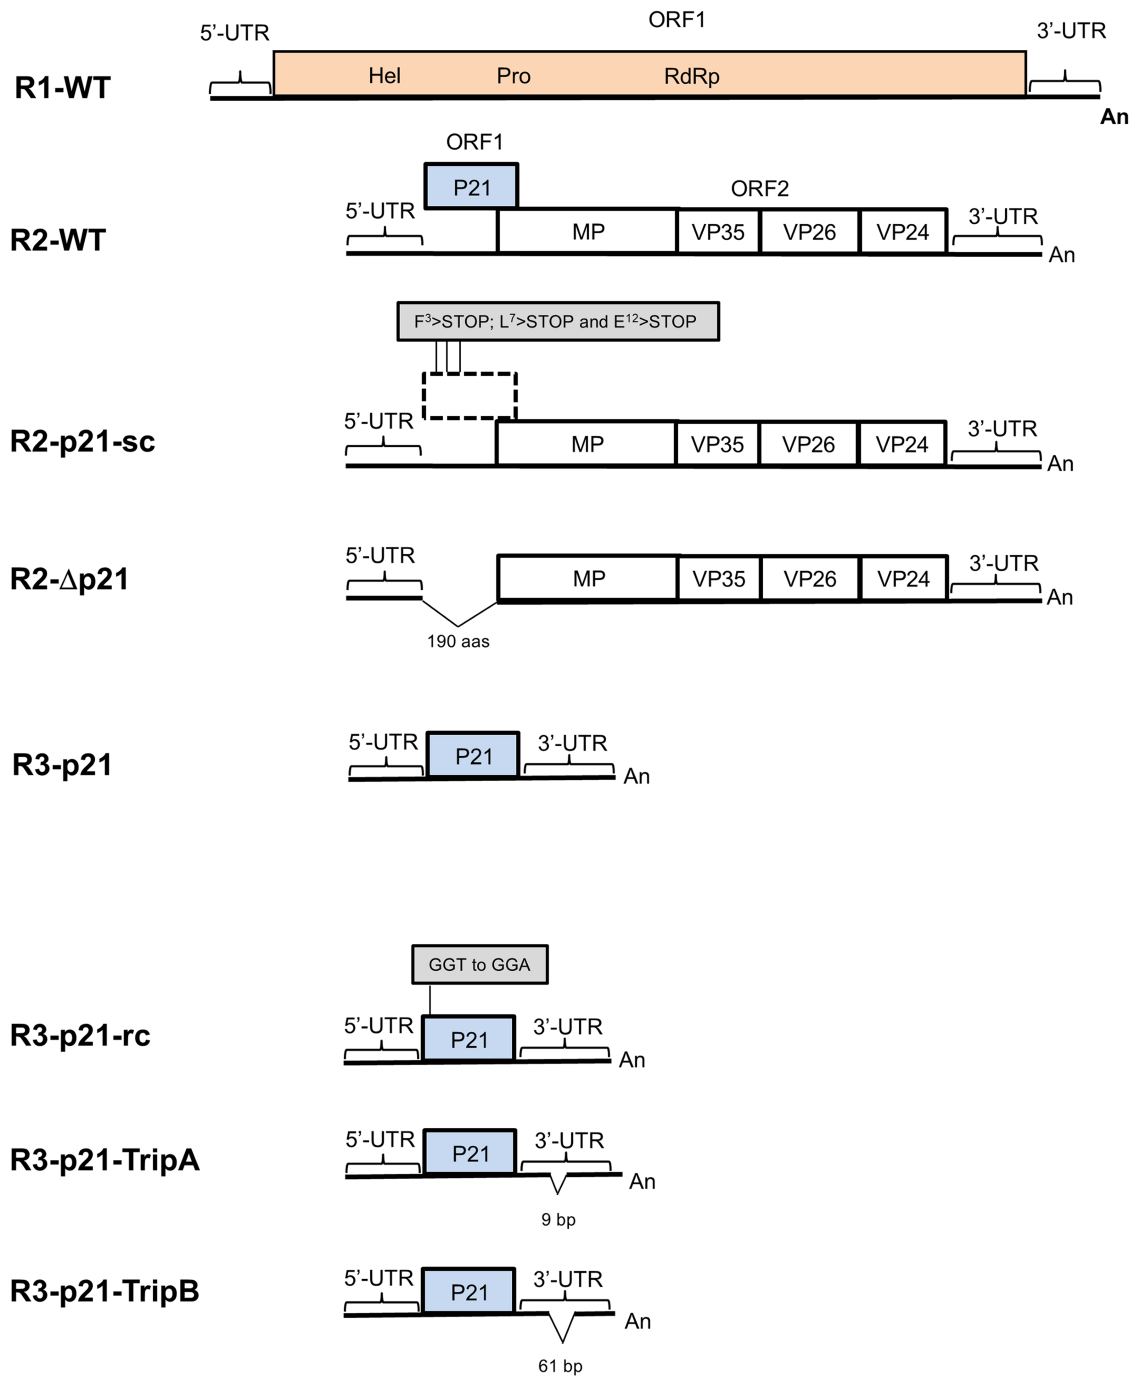 ORF1
5’-UTR
3’-UTR
Hel Pro RdRp
R1-WT
An
ORF1
P21
ORF2
5’-UTR
3’-UTR
R2-WT
MP VP35 VP26 VP24
An
F³>STOP; L⁷>STOP and E¹²>STOP
5’-UTR
3’-UTR
R2-p21-sc
MP VP35 VP26 VP24
An
5’-UTR
3’-UTR
R2-Δp21
MP VP35 VP26 VP24
An
190 aas
5’-UTR
3’-UTR
R3-p21
P21
An
GGT to GGA
5’-UTR
3’-UTR
R3-p21-rc
P21
An
5’-UTR
3’-UTR
R3-p21-TripA
P21
An
9 bp
5’-UTR
3’-UTR
R3-p21-TripB
P21
An
61 bp